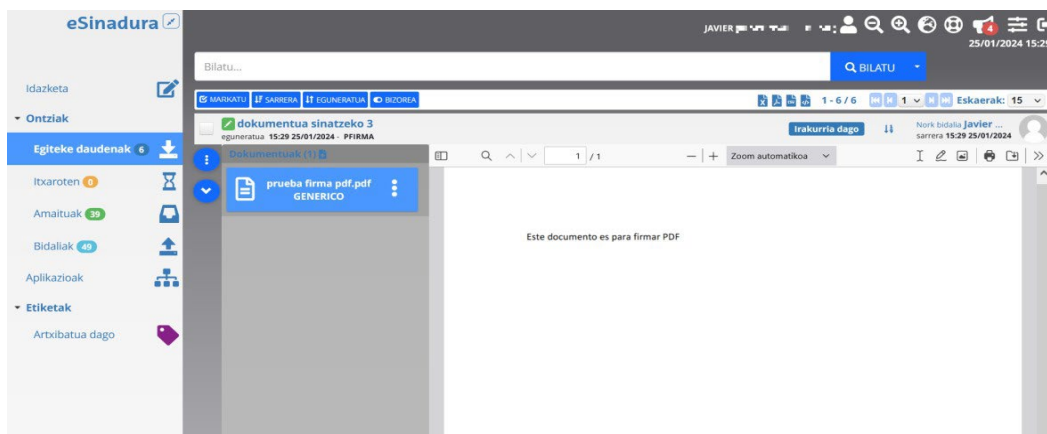 eSinadura
JAVIER
4
25/01/2024 15:29
Bilatu...
BILATU
Idazketa
Ontziak
Egiteke daudenak 6
Itxaroten 0
Amaituak 39
Bidaliak 49
Aplikazioak
Etiketak
Artxibatua dago
MARKATU SARRERA EGUNERATUA BIZOREA
1 - 6 / 6 1 Eskaerak: 15
dokumentua sinatzeko 3
eguneratua 15:29 25/01/2024 - PFIRMA
Irakurria dago
Nork bidalia Javier ...
sarrera 15:29 25/01/2024
Dokumentuak (1)
1 / 1
Zoom automatikoa
prueba firma pdf.pdf
GENERICO
Este documento es para firmar PDF